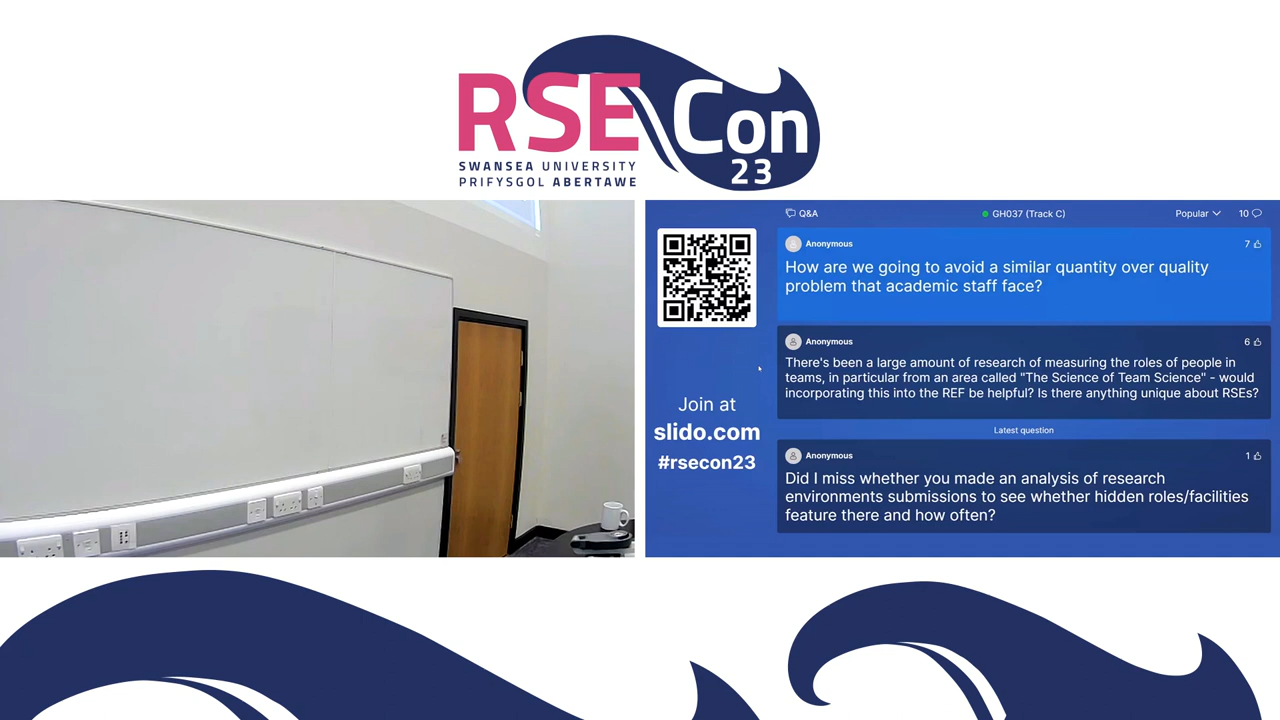 RSE Con
23
SWANSEA UNIVERSITY
PRIFYSGOL ABERTAWE
Q&A
GH037 (Track C)
Popular
10
Anonymous
7
How are we going to avoid a similar quantity over quality
problem that academic staff face?
Anonymous
6
There's been a large amount of research of measuring the roles of people in
teams, in particular from an area called "The Science of Team Science" - would
incorporating this into the REF be helpful? Is there anything unique about RSEs?
Join at
slido.com
#rsecon23
Latest question
Anonymous
1
Did I miss whether you made an analysis of research
environments submissions to see whether hidden roles/facilities
feature there and how often?